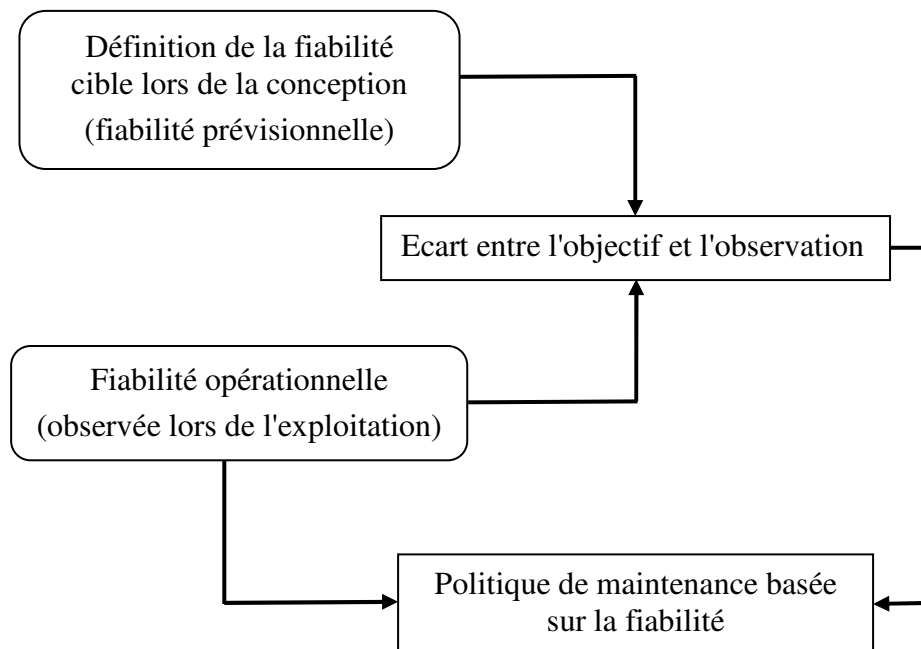 Définition de la fiabilité
cible lors de la conception
(fiabilité prévisionnelle)
Ecart entre l'objectif et l'observation
Fiabilité opérationnelle
(observée lors de l'exploitation)
Politique de maintenance basée
sur la fiabilité